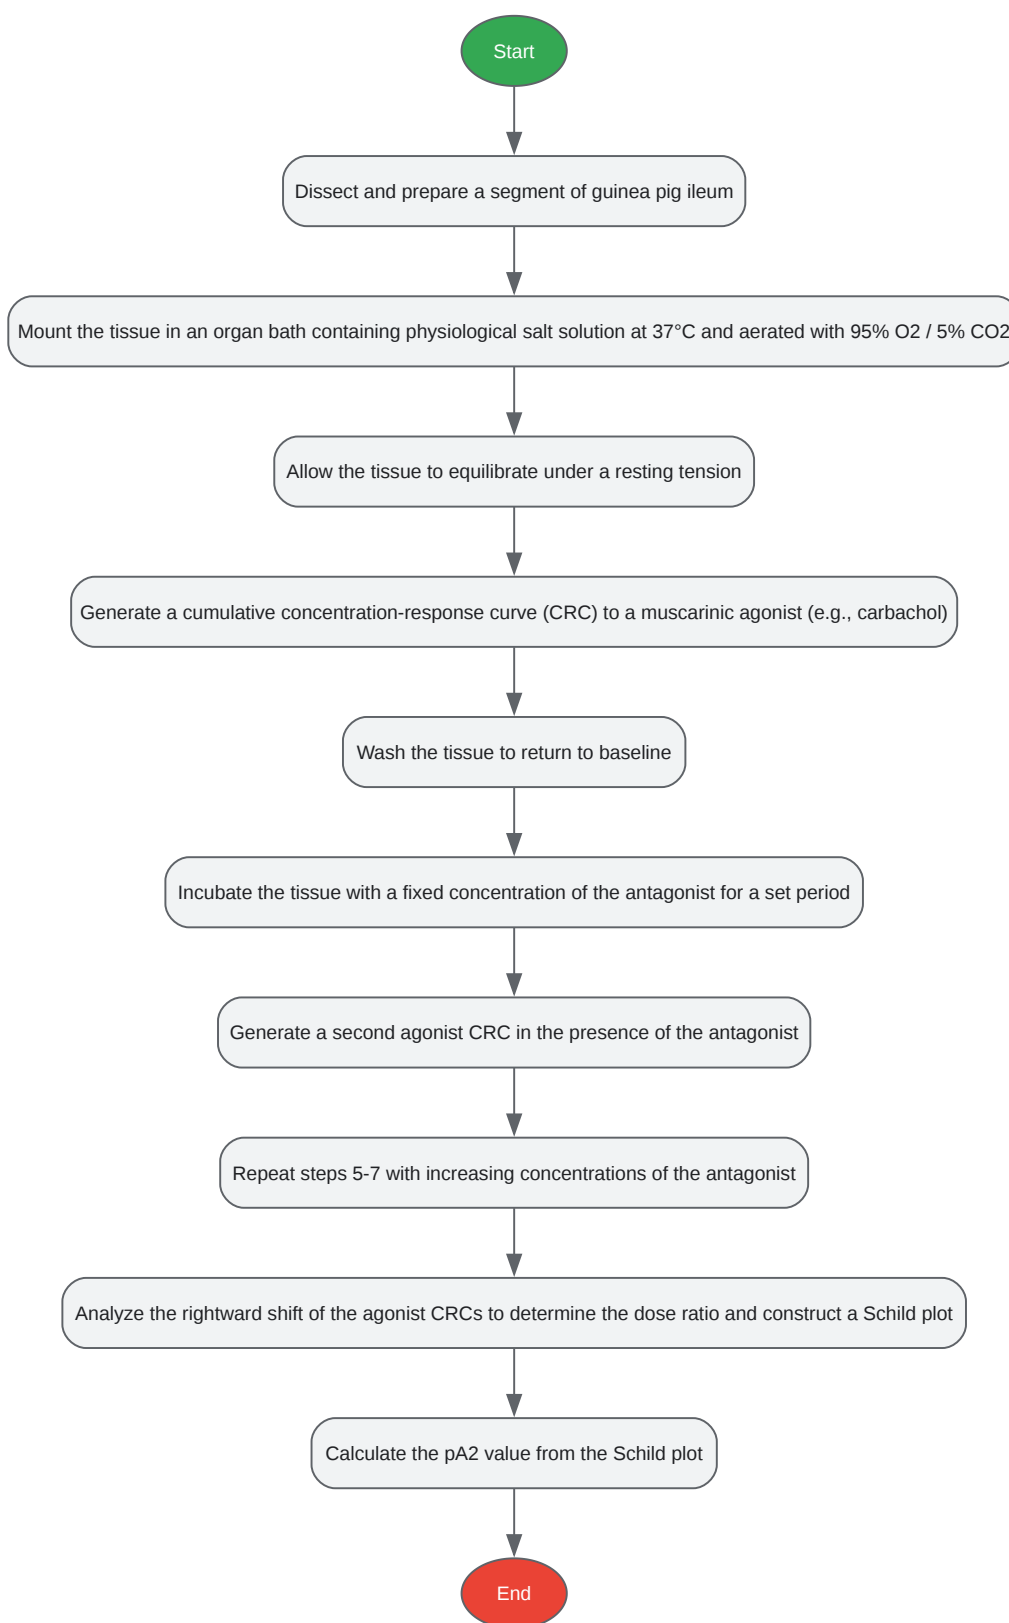 Start
Dissect and prepare a segment of guinea pig ileum
Mount the tissue in an organ bath containing physiological salt solution at 37°C and aerated with 95% O2 / 5% CO2
Allow the tissue to equilibrate under a resting tension
Generate a cumulative concentration-response curve (CRC) to a muscarinic agonist (e.g., carbachol)
Wash the tissue to return to baseline
Incubate the tissue with a fixed concentration of the antagonist for a set period
Generate a second agonist CRC in the presence of the antagonist
Repeat steps 5-7 with increasing concentrations of the antagonist
Analyze the rightward shift of the agonist CRCs to determine the dose ratio and construct a Schild plot
Calculate the pA2 value from the Schild plot
End